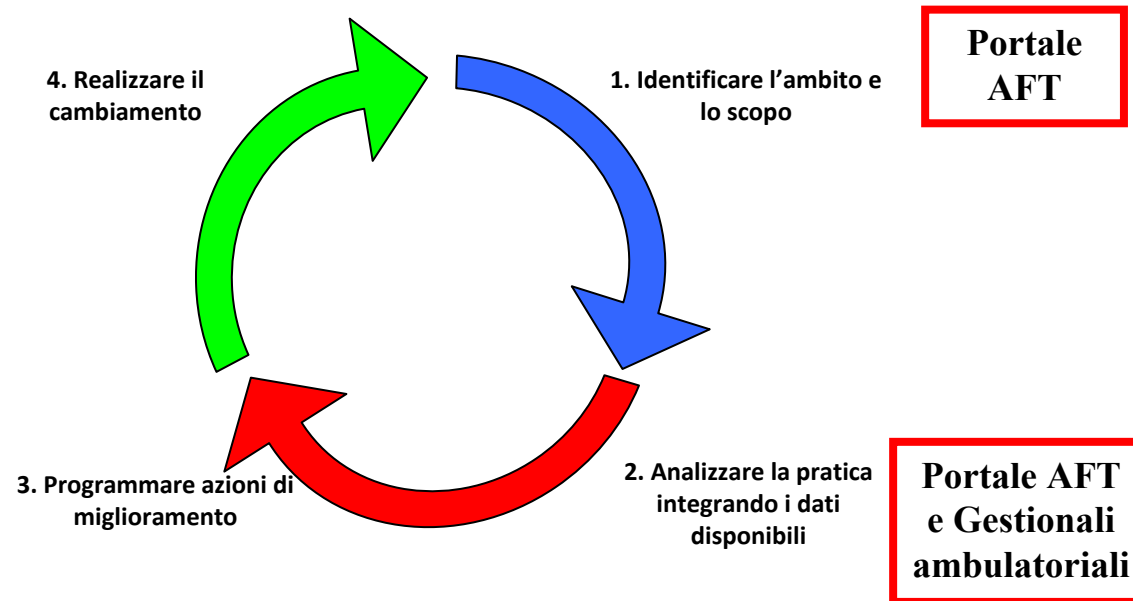 4. Realizzare il
cambiamento
1. Identificare l’ambito e
lo scopo
Portale
AFT
3. Programmare azioni di
miglioramento
2. Analizzare la pratica
integrando i dati
disponibili
Portale AFT
e Gestionali
ambulatoriali